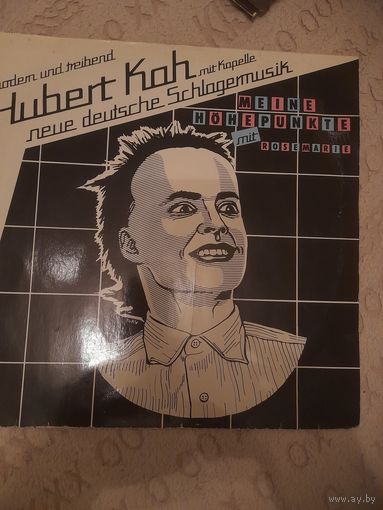 modern und treibend
Hubert Kah mit Kapelle
neue deutsche Schlagermusik
MEINE
HÖHEPUNKTE
mit ROSEMARIE
www.ay.by